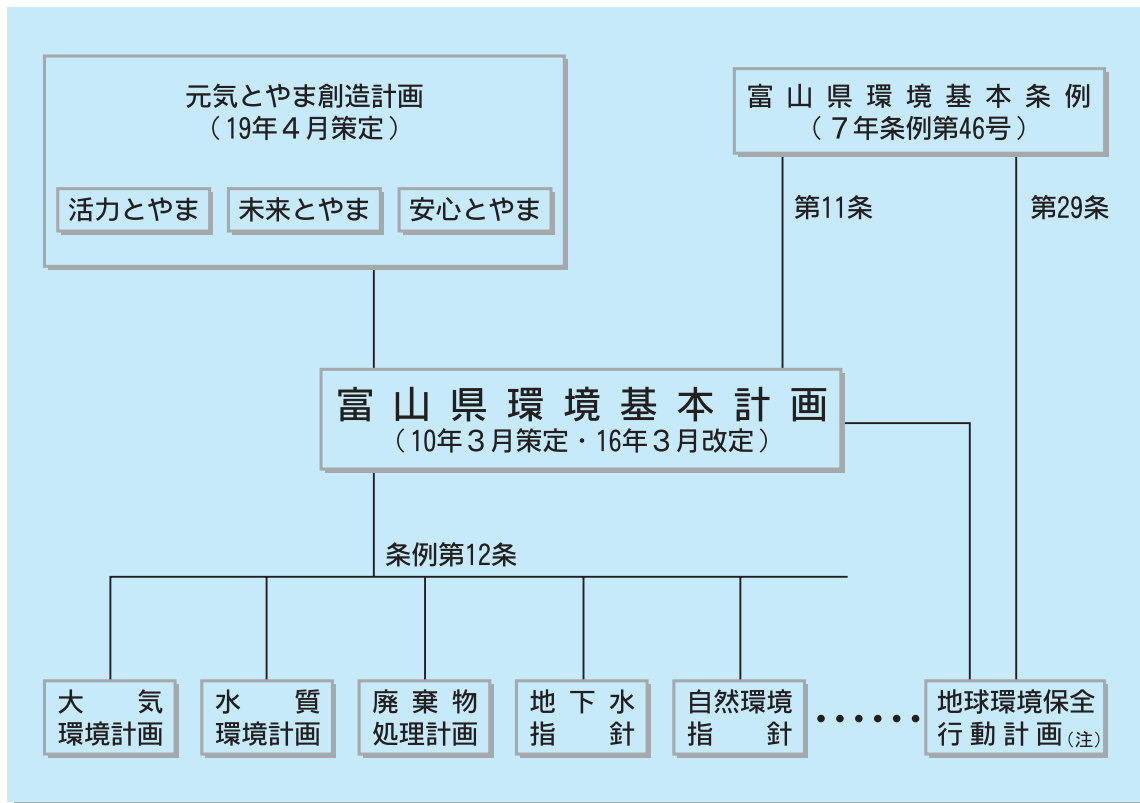 元気とやま創造計画
（19年４月策定）
活力とやま
未来とやま
安心とやま
富山県環境基本条例
（７年条例第46号）
第11条
第29条
富山県環境基本計画
（10年３月策定・16年３月改定）
条例第12条
大気
環境計画
水質
環境計画
廃棄物
処理計画
地下水
指針
自然環境
指針
・・・・・・
地球環境保全
行動計画（注）